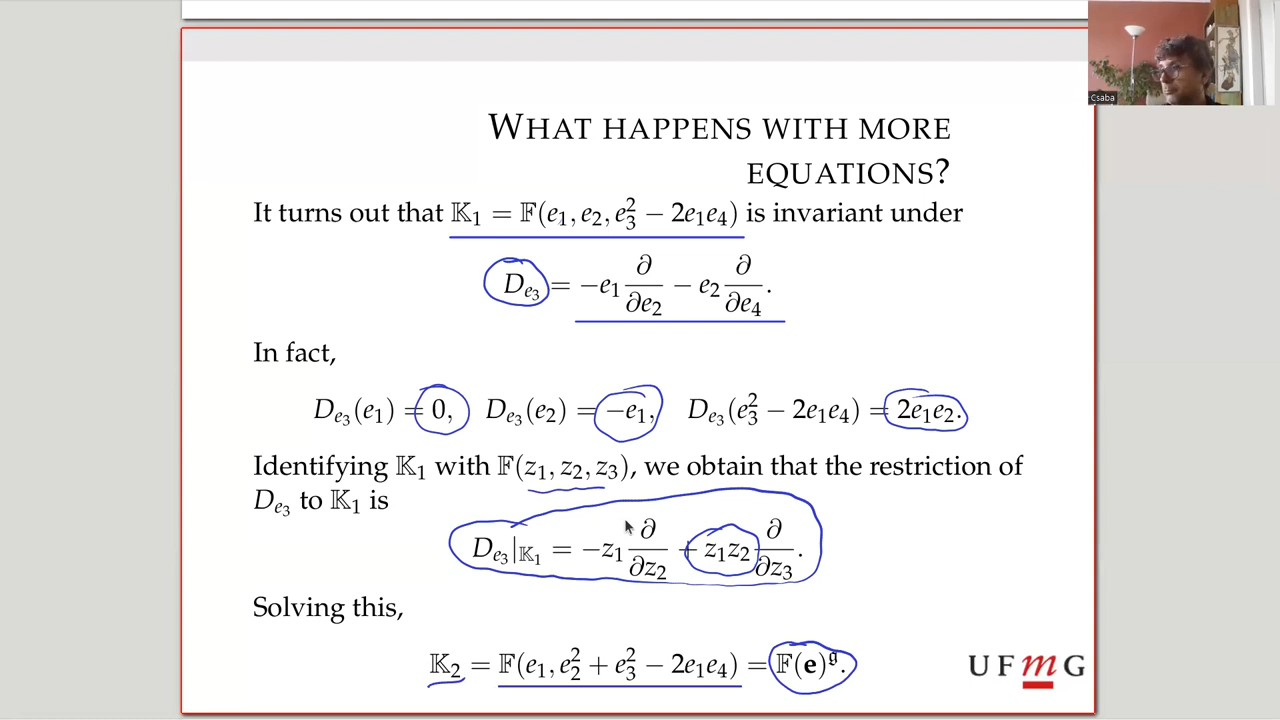 Csaba
WHAT HAPPENS WITH MORE
EQUATIONS?
It turns out that 𝕂₁ = 𝔽(e₁, e₂, e₃² − 2e₁e₄) is invariant under
D_{e₃} = −e₁ ∂/∂e₂ − e₂ ∂/∂e₄.
In fact,
D_{e₃}(e₁) = 0, D_{e₃}(e₂) = −e₁, D_{e₃}(e₃² − 2e₁e₄) = 2e₁e₂.
Identifying 𝕂₁ with 𝔽(z₁, z₂, z₃), we obtain that the restriction of
D_{e₃} to 𝕂₁ is
D_{e₃}|_{𝕂₁} = −z₁ ∂/∂z₂ + z₁z₂ ∂/∂z₃.
Solving this,
𝕂₂ = 𝔽(e₁, e₂² + e₃² − 2e₁e₄) = 𝔽(𝐞)^𝔤.
UFmG